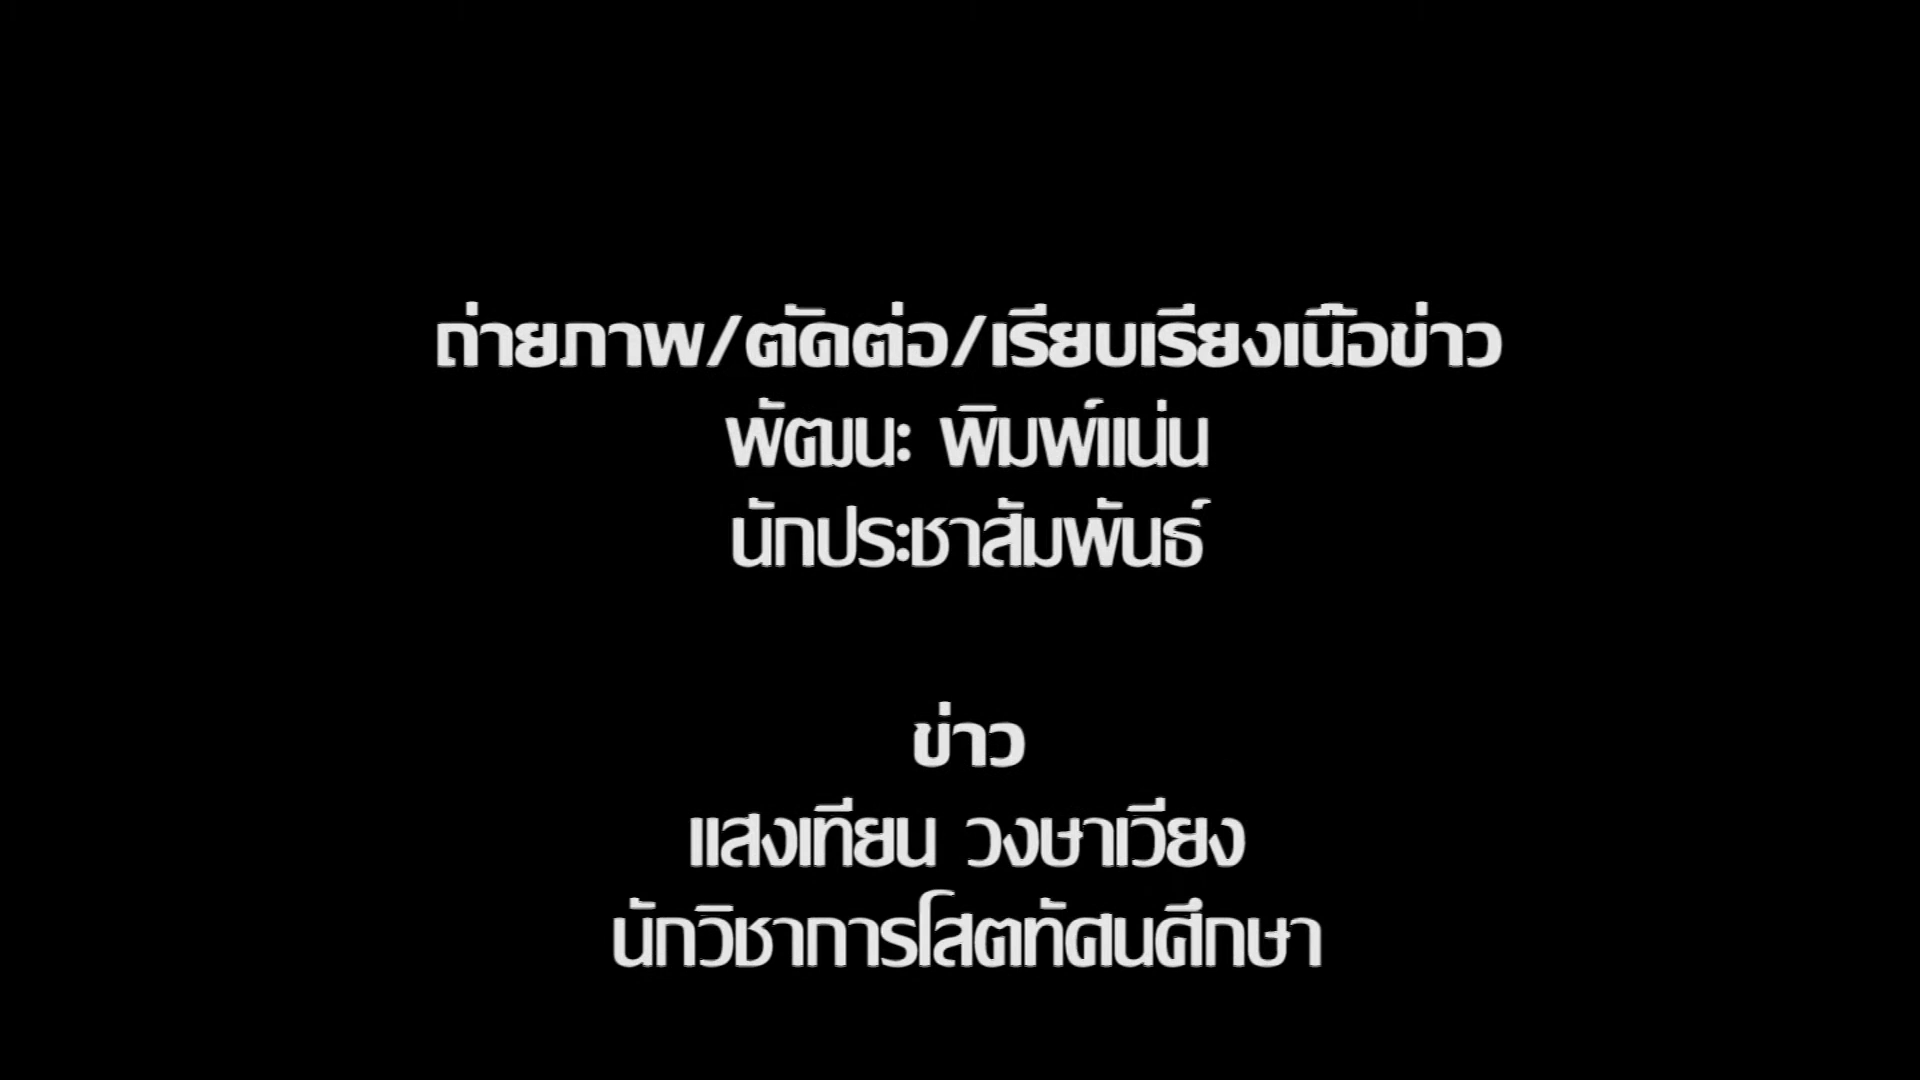 ถ่ายภาพ/ตัดต่อ/เรียบเรียงเนื้อข่าว
พัฒนะ พิมพ์แน่น
นักประชาสัมพันธ์
ข่าว
แสงเทียน วงษาเวียง
นักวิชาการโสตทัศนศึกษา